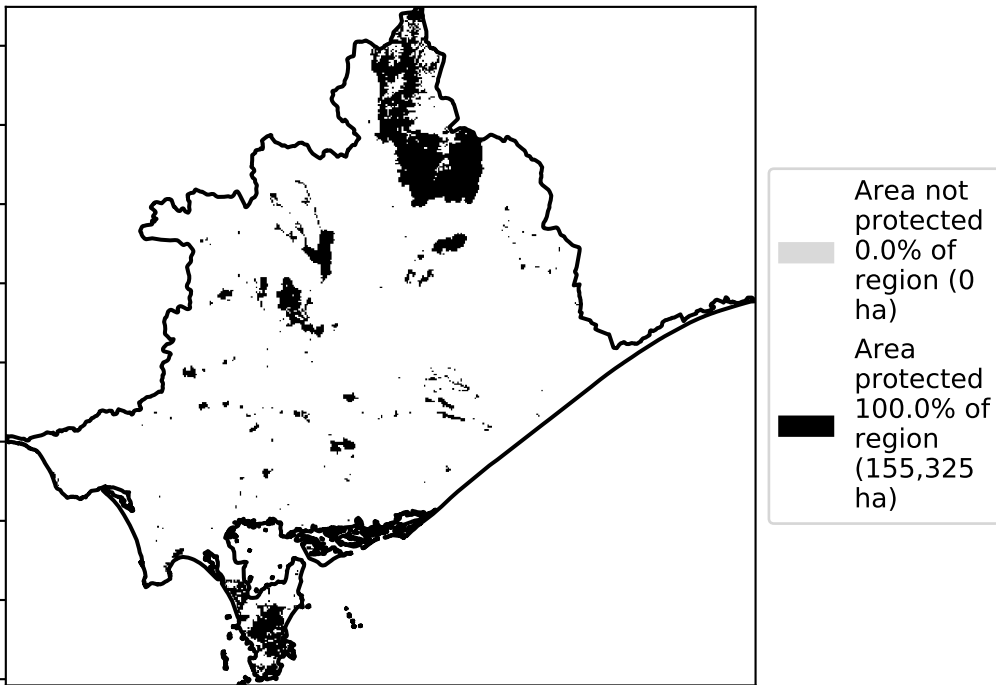 Area not
protected
0.0% of
region (0
ha)
Area
protected
100.0% of
region
(155,325
ha)